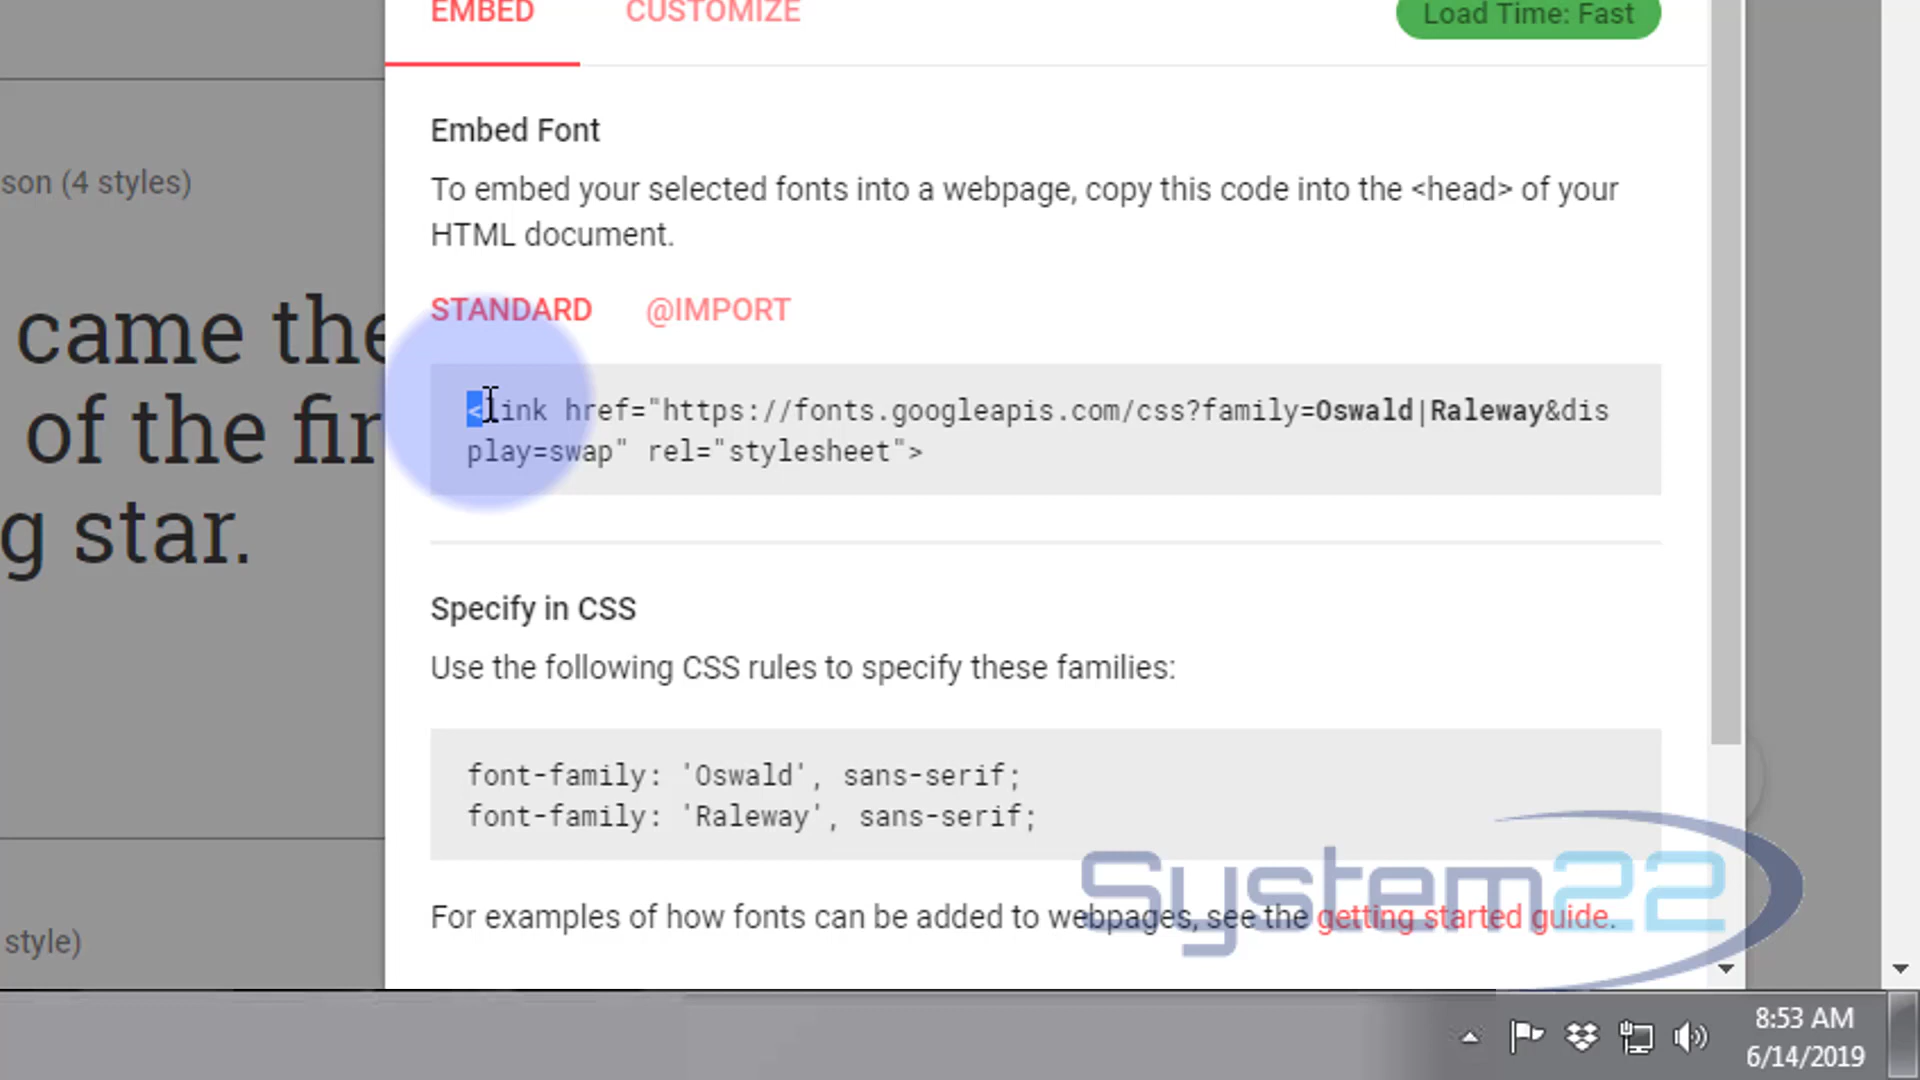 EMBED CUSTOMIZE
Load Time: Fast
Embed Font
To embed your selected fonts into a webpage, copy this code into the <head> of your
HTML document.
STANDARD @IMPORT
<link href="https://fonts.googleapis.com/css?family=Oswald|Raleway&dis
play=swap" rel="stylesheet">
Specify in CSS
Use the following CSS rules to specify these families:
font-family: 'Oswald', sans-serif;
font-family: 'Raleway', sans-serif;
For examples of how fonts can be added to webpages, see the getting started guide.
son (4 styles)
came the
of the fir
g star.
style)
System22
8:53 AM
6/14/2019